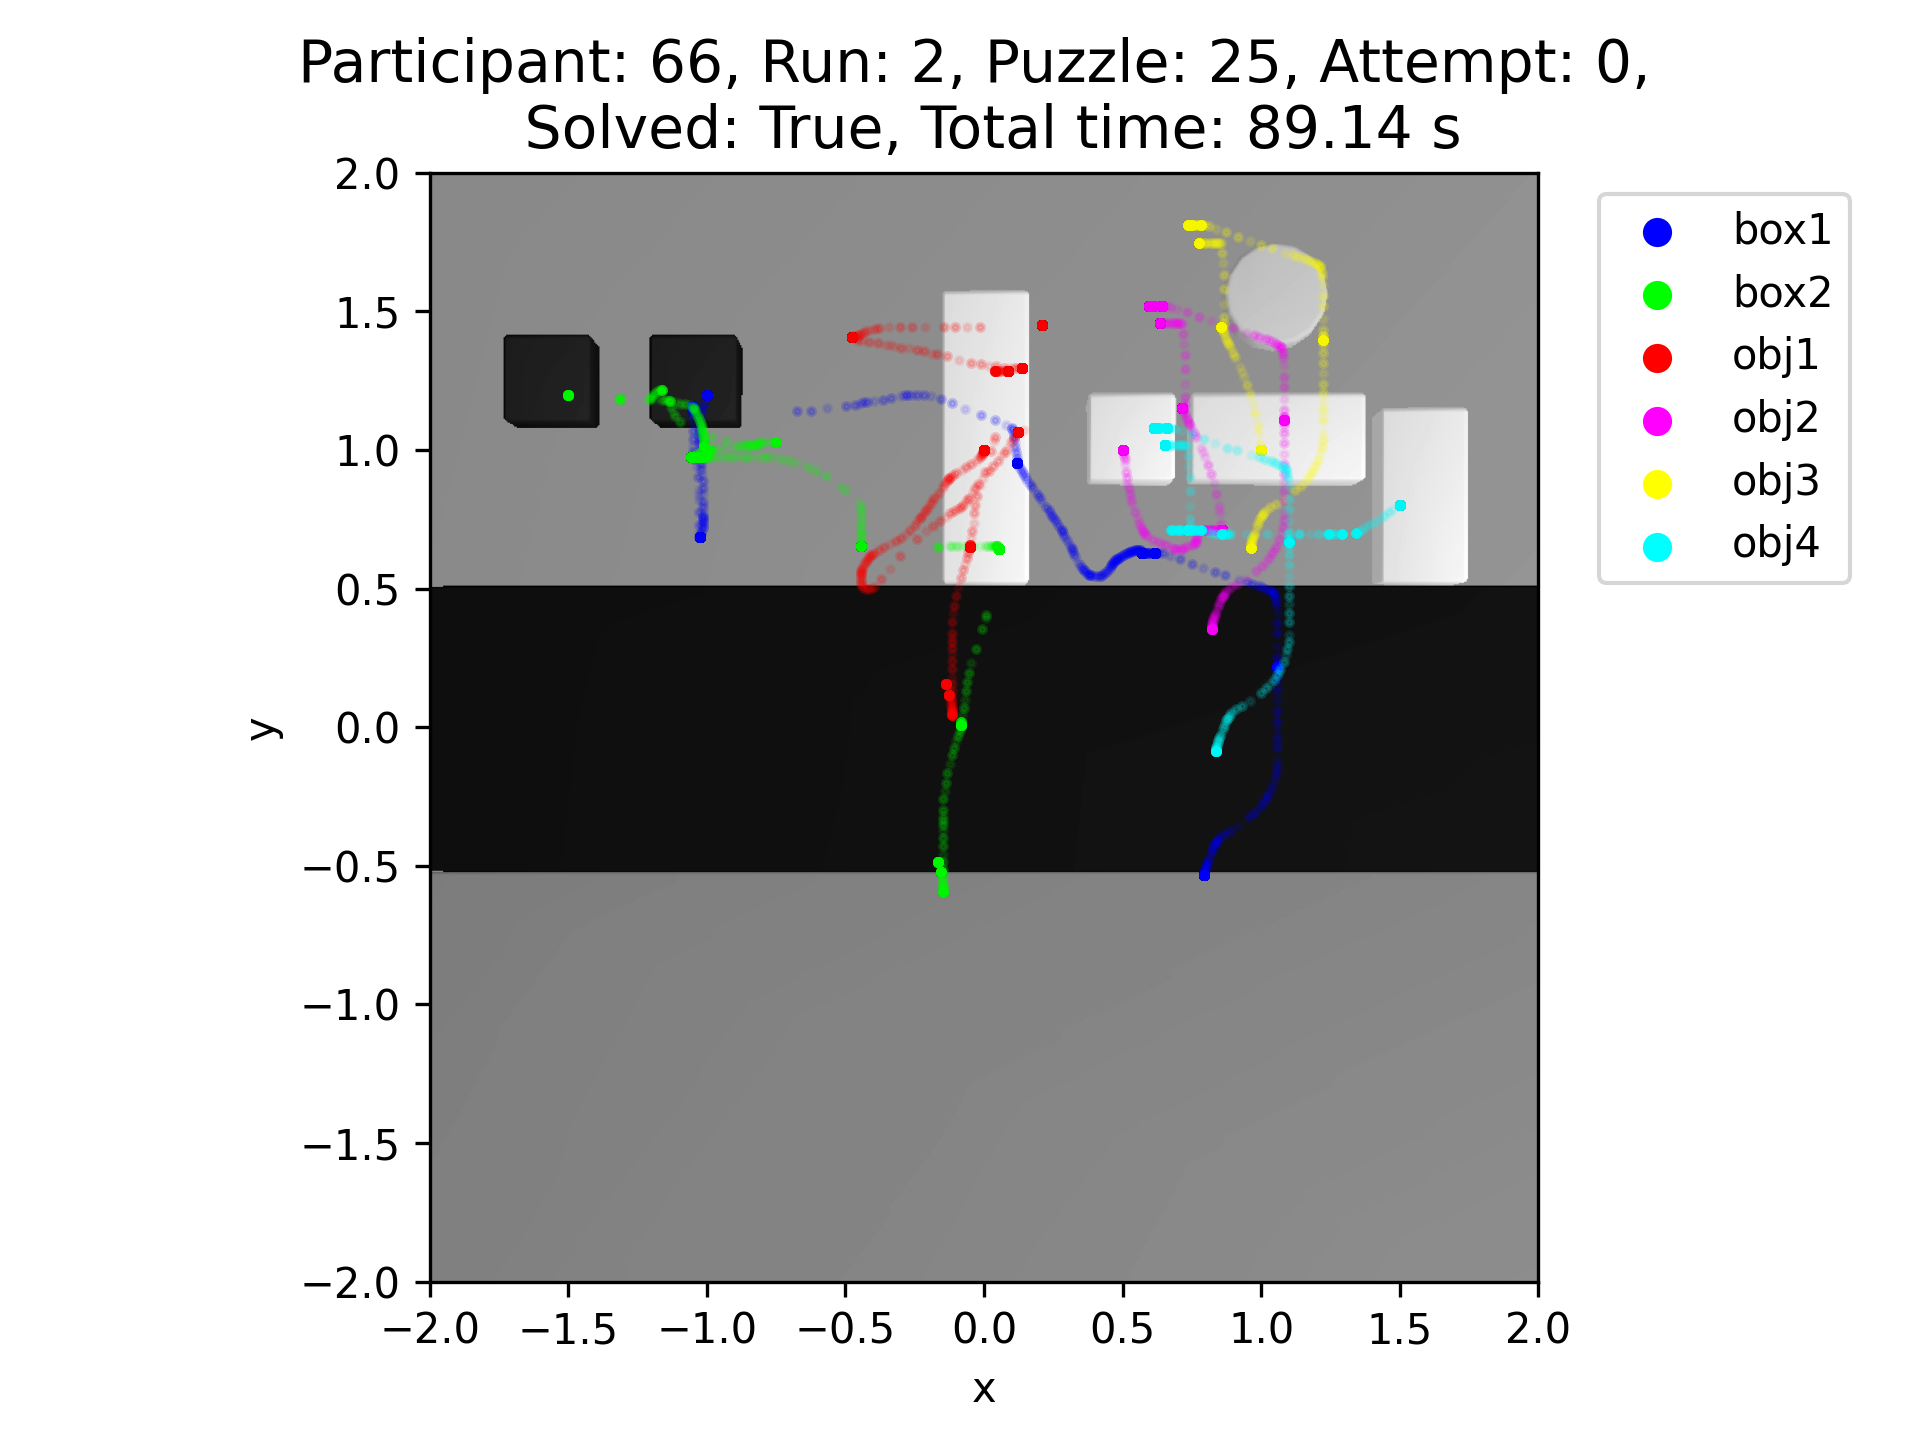 Participant: 66, Run: 2, Puzzle: 25, Attempt: 0,
Solved: True, Total time: 89.14 s
2.0
1.5
1.0
0.5
0.0
−0.5
−1.0
−1.5
−2.0
y
−2.0 −1.5 −1.0 −0.5 0.0 0.5 1.0 1.5 2.0
x
box1
box2
obj1
obj2
obj3
obj4